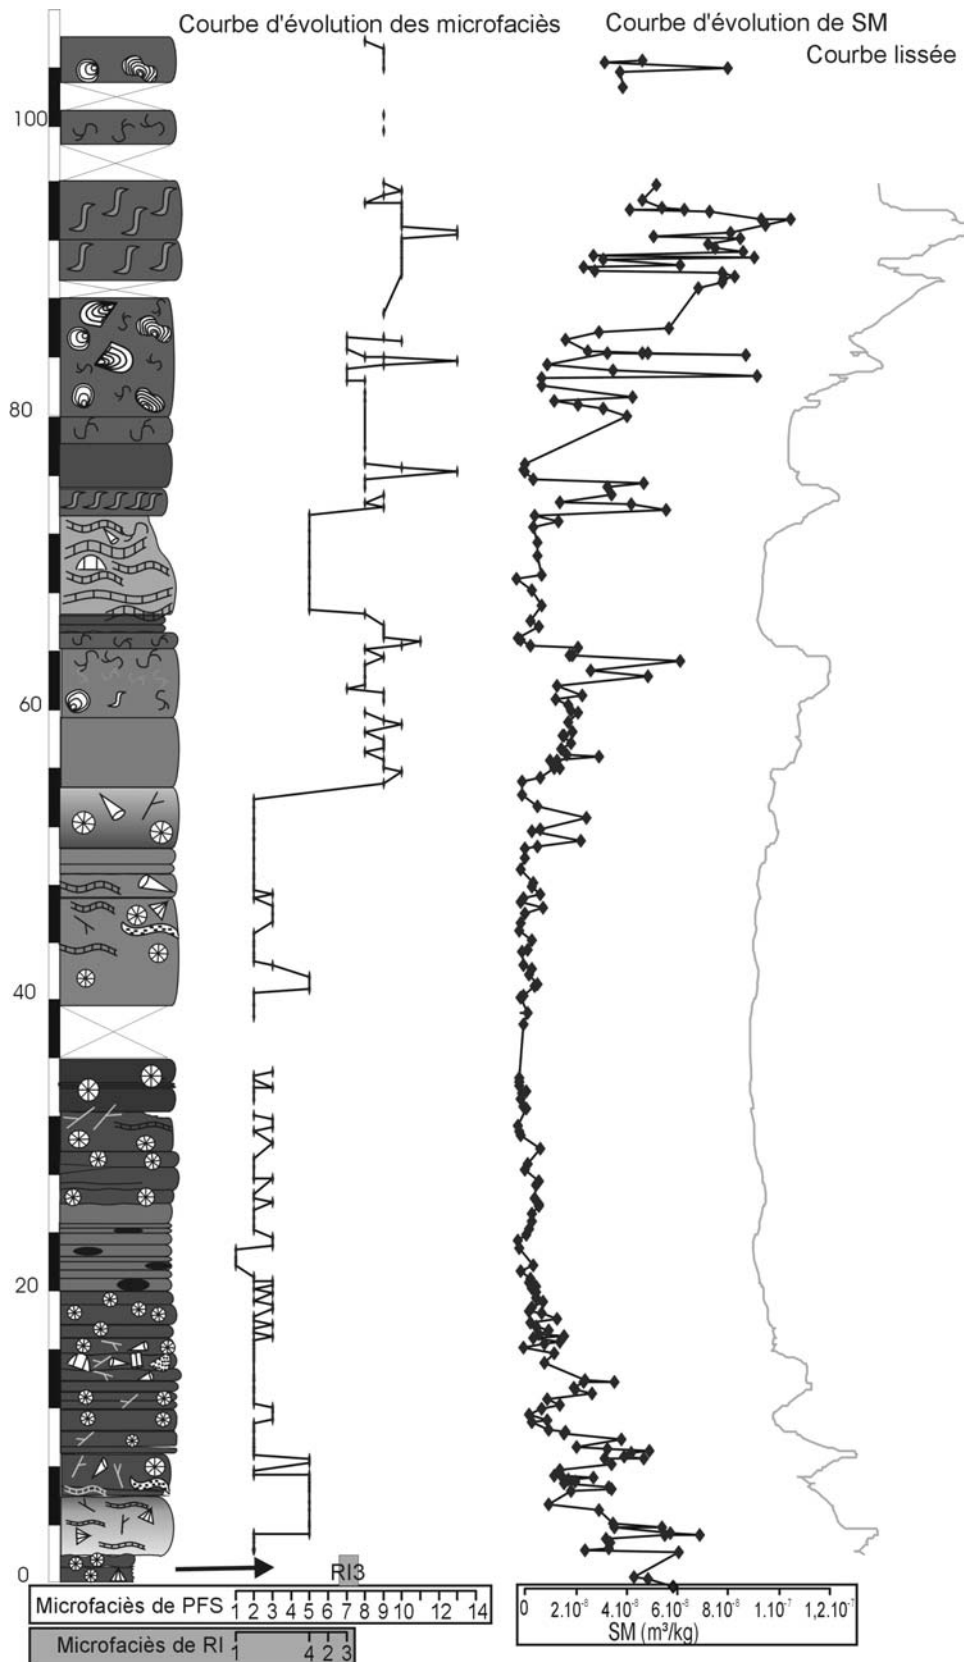 Courbe d'évolution des microfaciès
Courbe d'évolution de SM
Courbe lissée
100
80
60
40
20
0
RI3
Microfaciès de PFS
1 2 3 4 5 6 7 8 9 10 12 14
Microfaciès de RI
1 4 2 3
0 2.10⁻⁸ 4.10⁻⁸ 6.10⁻⁸ 8.10⁻⁸ 1.10⁻⁷ 1,2.10⁻⁷
SM (m³/kg)